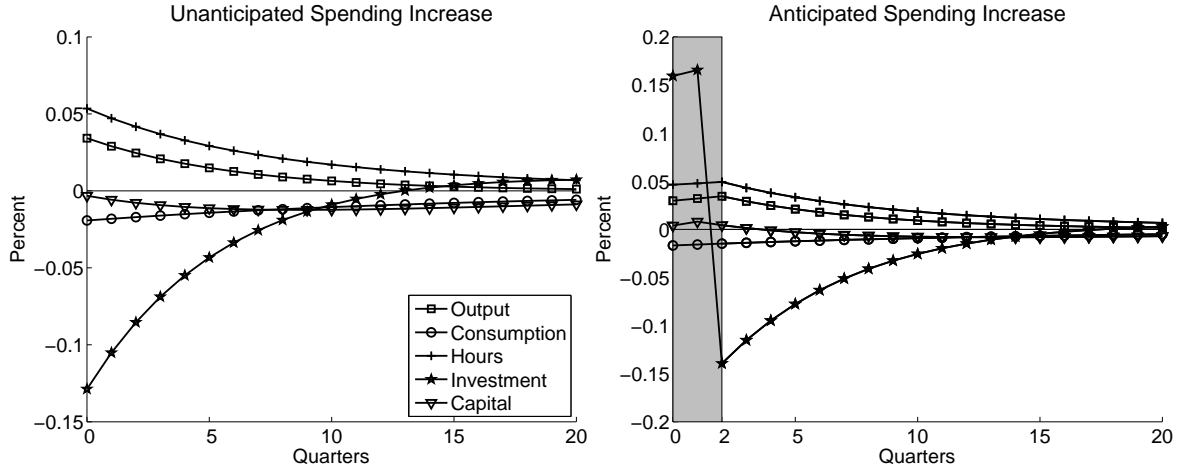 Unanticipated Spending Increase
0.1
0.05
0
−0.05
−0.1
−0.15
Percent
0 5 10 15 20
Quarters
Output
Consumption
Hours
Investment
Capital
Anticipated Spending Increase
0.2
0.15
0.1
0.05
0
−0.05
−0.1
−0.15
−0.2
Percent
0 2 5 10 15 20
Quarters